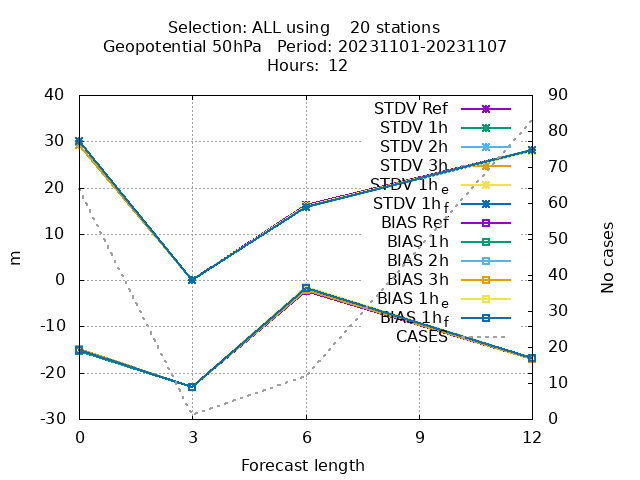 Selection: ALL using    20 stations
Geopotential 50hPa   Period: 20231101-20231107
Hours: 12
40
30
20
10
0
-10
-20
-30
m
90
80
70
60
50
40
30
20
10
0
No cases
STDV Ref
STDV 1h
STDV 2h
STDV 3h
STDV 1he
STDV 1hf
BIAS Ref
BIAS 1h
BIAS 2h
BIAS 3h
BIAS 1he
BIAS 1hf
CASES
0 3 6 9 12
Forecast length